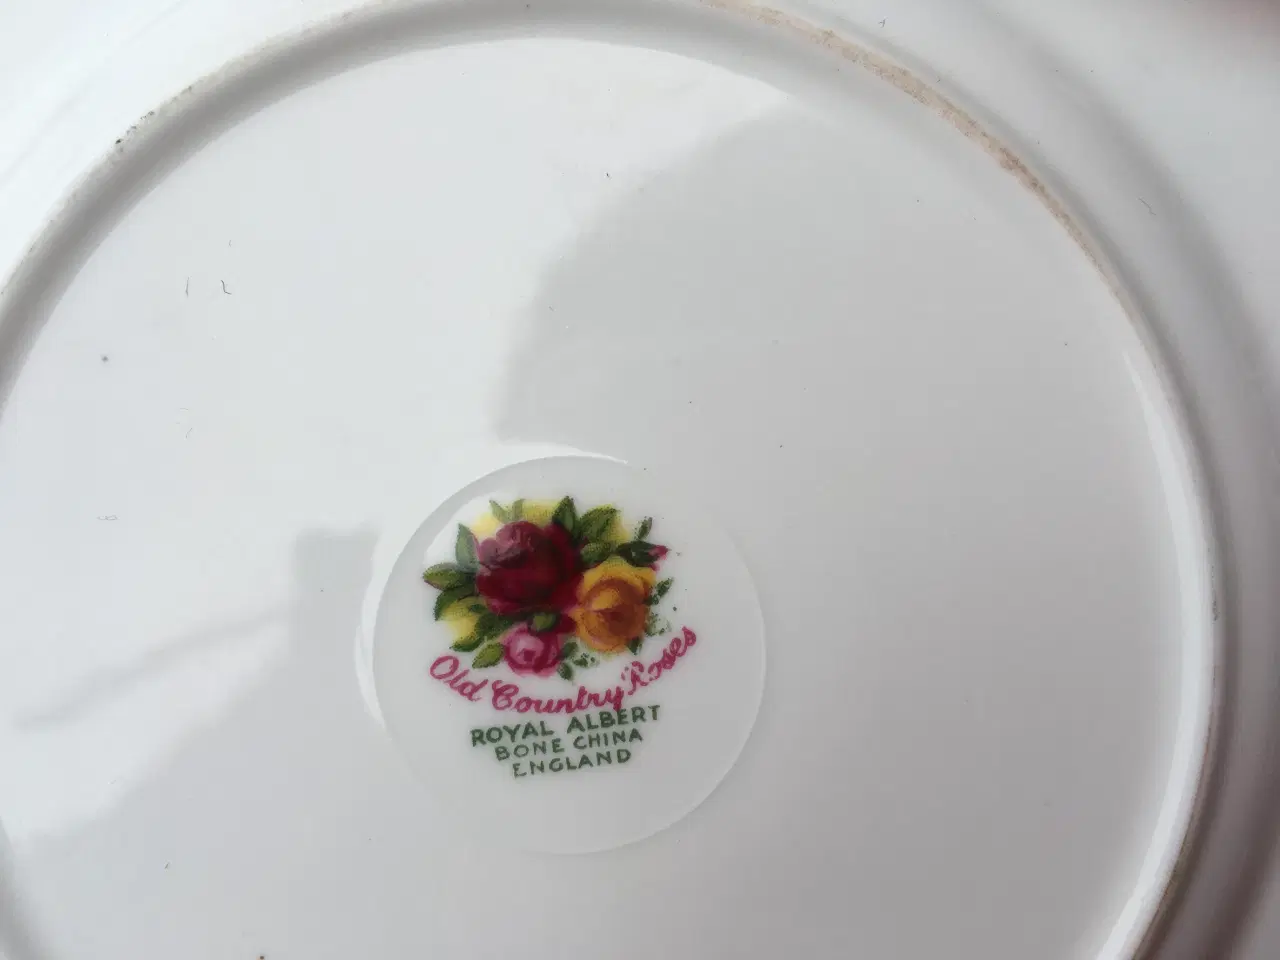 Old Country Roses
ROYAL ALBERT
BONE CHINA
ENGLAND